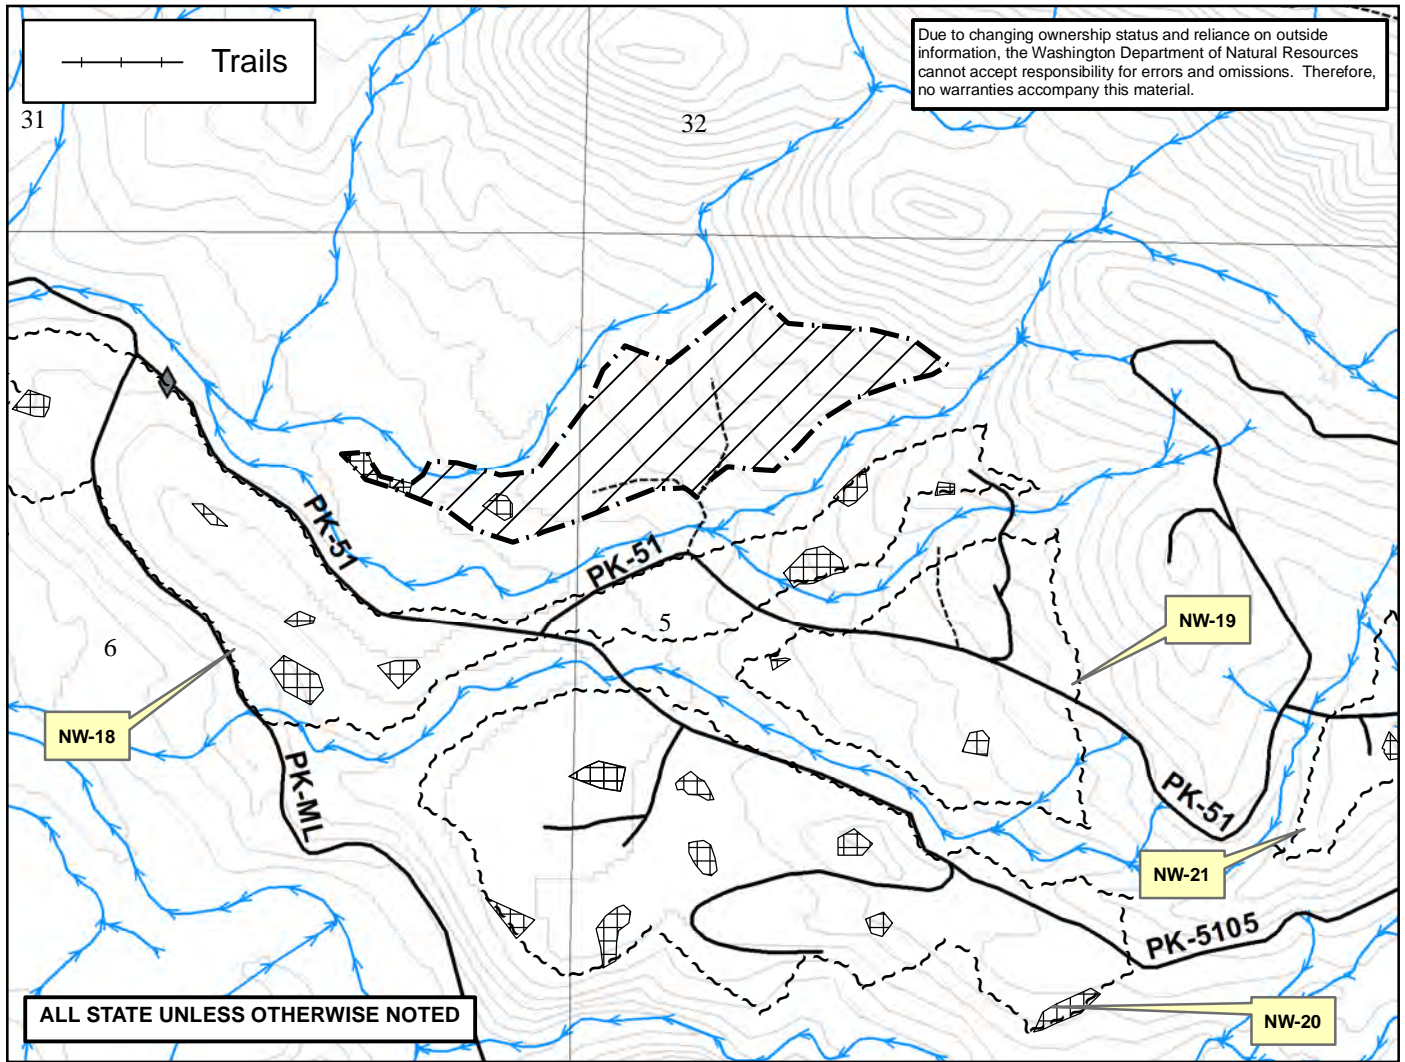 Trails
Due to changing ownership status and reliance on outside
information, the Washington Department of Natural Resources
cannot accept responsibility for errors and omissions. Therefore,
no warranties accompany this material.
31
32
PK-51
PK-51
5
NW-19
6
NW-18
PK-ML
PK-51
NW-21
PK-5105
ALL STATE UNLESS OTHERWISE NOTED
NW-20